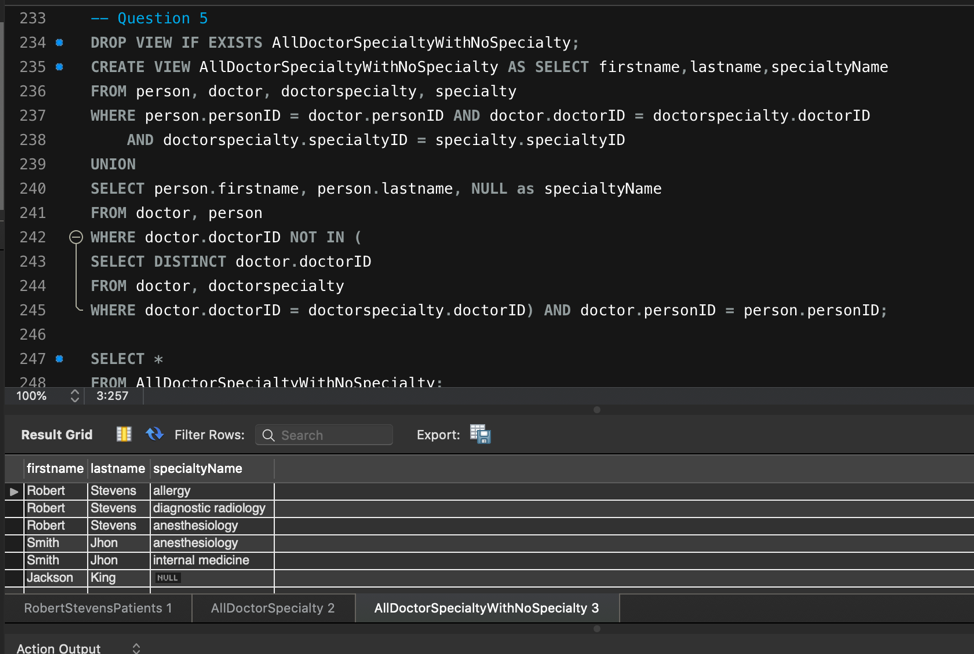 233 -- Question 5
234 DROP VIEW IF EXISTS AllDoctorSpecialtyWithNoSpecialty;
235 CREATE VIEW AllDoctorSpecialtyWithNoSpecialty AS SELECT firstname,lastname,specialtyName
236 FROM person, doctor, doctorspecialty, specialty
237 WHERE person.personID = doctor.personID AND doctor.doctorID = doctorspecialty.doctorID
238 AND doctorspecialty.specialtyID = specialty.specialtyID
239 UNION
240 SELECT person.firstname, person.lastname, NULL as specialtyName
241 FROM doctor, person
242 WHERE doctor.doctorID NOT IN (
243 SELECT DISTINCT doctor.doctorID
244 FROM doctor, doctorspecialty
245 WHERE doctor.doctorID = doctorspecialty.doctorID) AND doctor.personID = person.personID;
246
247 SELECT *
248 FROM AllDoctorSpecialtyWithNoSpecialty;
100% 3:257
Result Grid Filter Rows: Search Export:
firstname lastname specialtyName
Robert Stevens allergy
Robert Stevens diagnostic radiology
Robert Stevens anesthesiology
Smith Jhon anesthesiology
Smith Jhon internal medicine
Jackson King NULL
RobertStevensPatients 1 AllDoctorSpecialty 2 AllDoctorSpecialtyWithNoSpecialty 3
Action Output